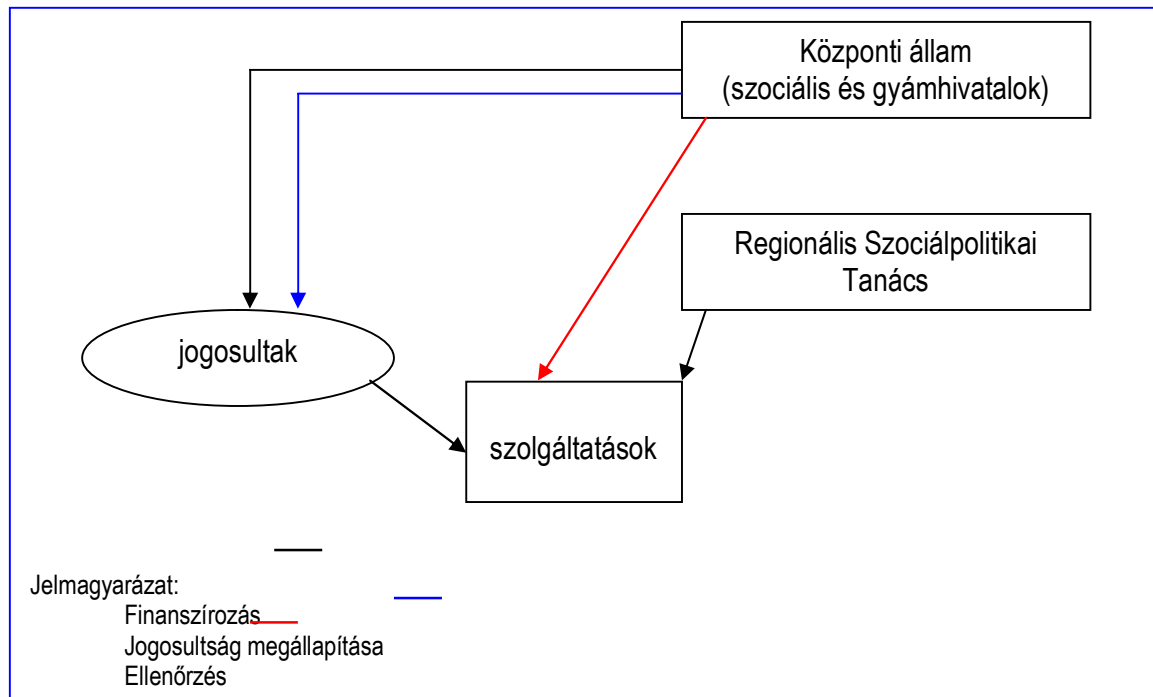 Központi állam
(szociális és gyámhivatalok)
Regionális Szociálpolitikai
Tanács
jogosultak
szolgáltatások
Jelmagyarázat:
Finanszírozás
Jogosultság megállapítása
Ellenőrzés